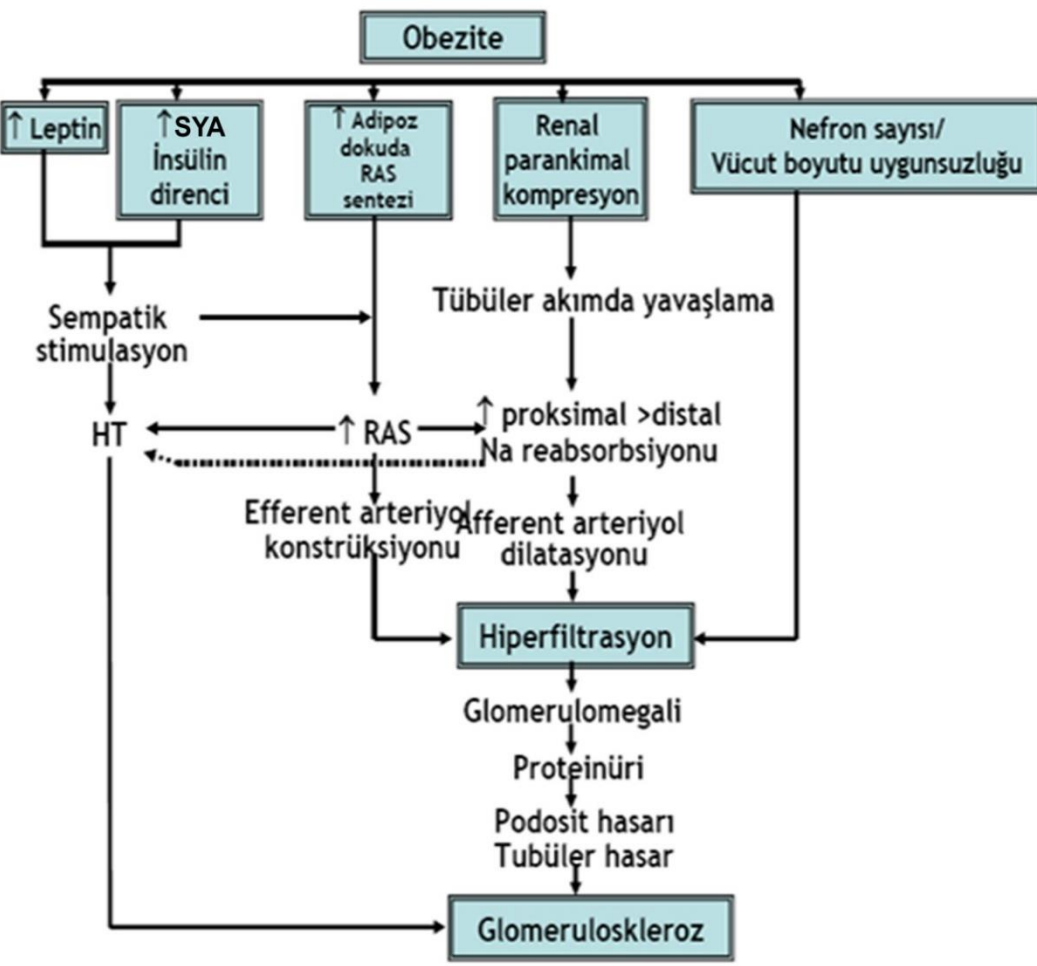 Obezite
↑ Leptin
↑SYA
İnsülin
direnci
↑ Adipoz
dokuda
RAS
sentezi
Renal
parankimal
kompresyon
Nefron sayısı/
Vücut boyutu uygunsuzluğu
Sempatik
stimulasyon
Tübüler akımda yavaşlama
HT
↑ RAS
↑ proksimal >distal
Na reabsorbsiyonu
Efferent arteriyol
konstrüksiyonu
Afferent arteriyol
dilatasyonu
Hiperfiltrasyon
Glomerulomegali
Proteinüri
Podosit hasarı
Tubüler hasar
Glomeruloskleroz